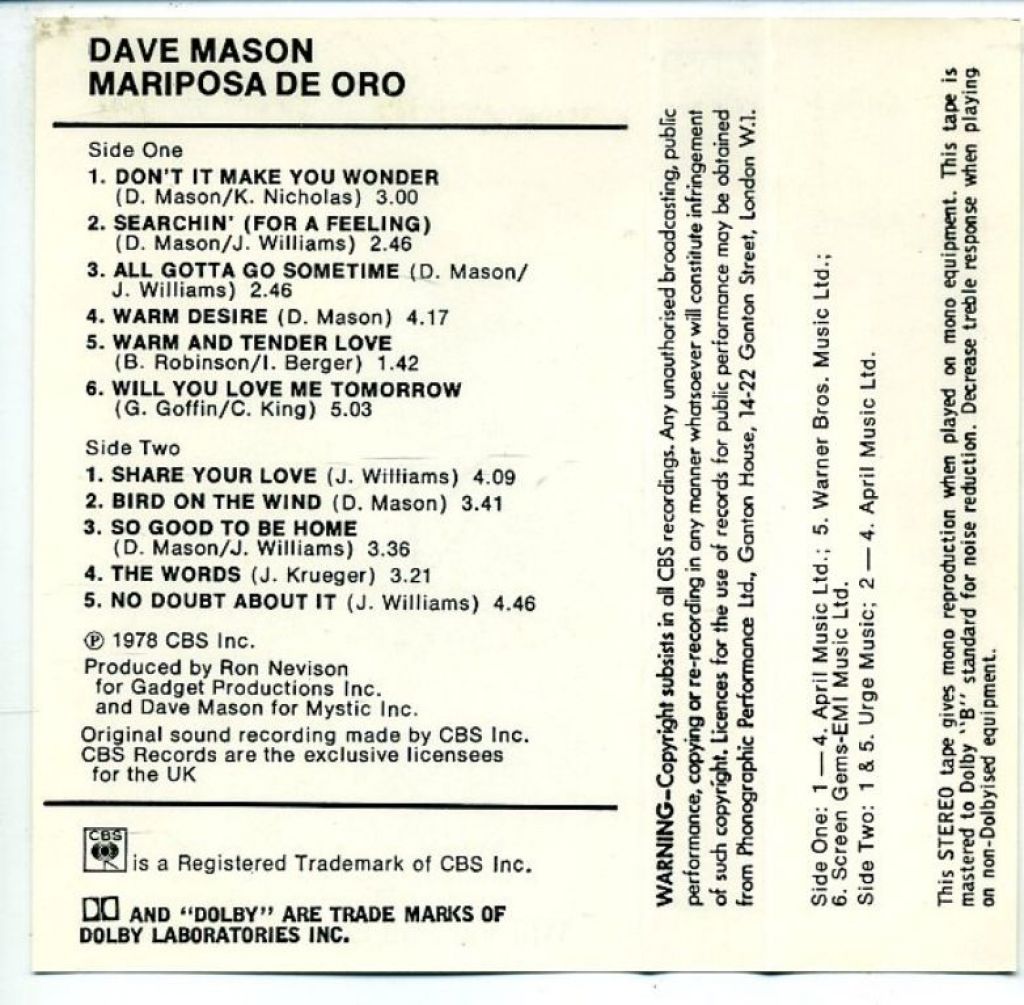 DAVE MASON
MARIPOSA DE ORO
Side One
1. DON'T IT MAKE YOU WONDER
(D. Mason/K. Nicholas) 3.00
2. SEARCHIN' (FOR A FEELING)
(D. Mason/J. Williams) 2.46
3. ALL GOTTA GO SOMETIME (D. Mason/
J. Williams) 2.46
4. WARM DESIRE (D. Mason) 4.17
5. WARM AND TENDER LOVE
(B. Robinson/I. Berger) 1.42
6. WILL YOU LOVE ME TOMORROW
(G. Goffin/C. King) 5.03
Side Two
1. SHARE YOUR LOVE (J. Williams) 4.09
2. BIRD ON THE WIND (D. Mason) 3.41
3. SO GOOD TO BE HOME
(D. Mason/J. Williams) 3.36
4. THE WORDS (J. Krueger) 3.21
5. NO DOUBT ABOUT IT (J. Williams) 4.46
℗ 1978 CBS Inc.
Produced by Ron Nevison
for Gadget Productions Inc.
and Dave Mason for Mystic Inc.
Original sound recording made by CBS Inc.
CBS Records are the exclusive licensees
for the UK
CBS
is a Registered Trademark of CBS Inc.
AND "DOLBY" ARE TRADE MARKS OF
DOLBY LABORATORIES INC.
WARNING–Copyright subsists in all CBS recordings. Any unauthorised broadcasting, public
performance, copying or re-recording in any manner whatsoever will constitute infringement
of such copyright. Licences for the use of records for public performance may be obtained
from Phonographic Performance Ltd., Ganton House, 14-22 Ganton Street, London W.1.
Side One: 1—4. April Music Ltd.; 5. Warner Bros. Music Ltd.;
6. Screen Gems-EMI Music Ltd.
Side Two: 1 & 5. Urge Music; 2—4. April Music Ltd.
This STEREO tape gives mono reproduction when played on mono equipment. This tape is
mastered to Dolby "B" standard for noise reduction. Decrease treble response when playing
on non-Dolbyised equipment.